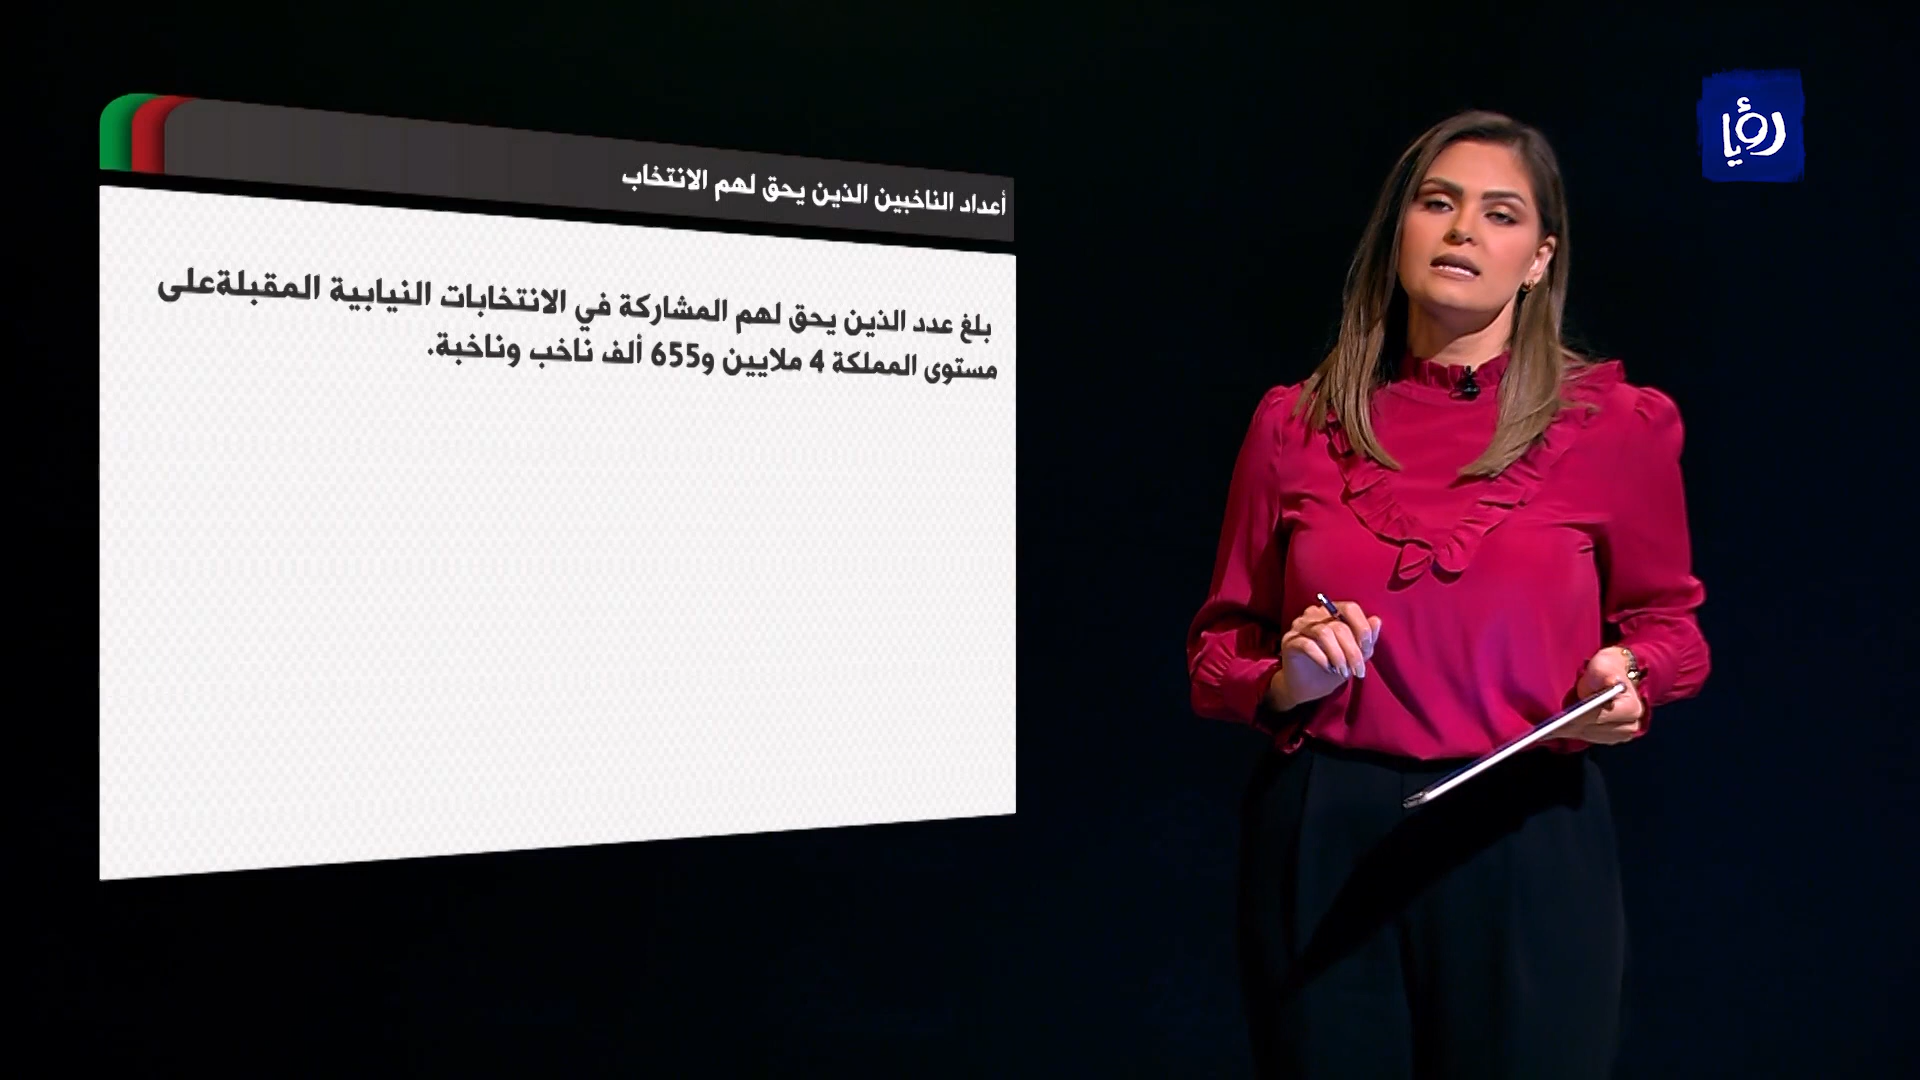 رؤيا
أعداد الناخبين الذين يحق لهم الانتخاب
بلغ عدد الذين يحق لهم المشاركة في الانتخابات النيابية المقبلةعلى
مستوى المملكة 4 ملايين و655 ألف ناخب وناخبة.